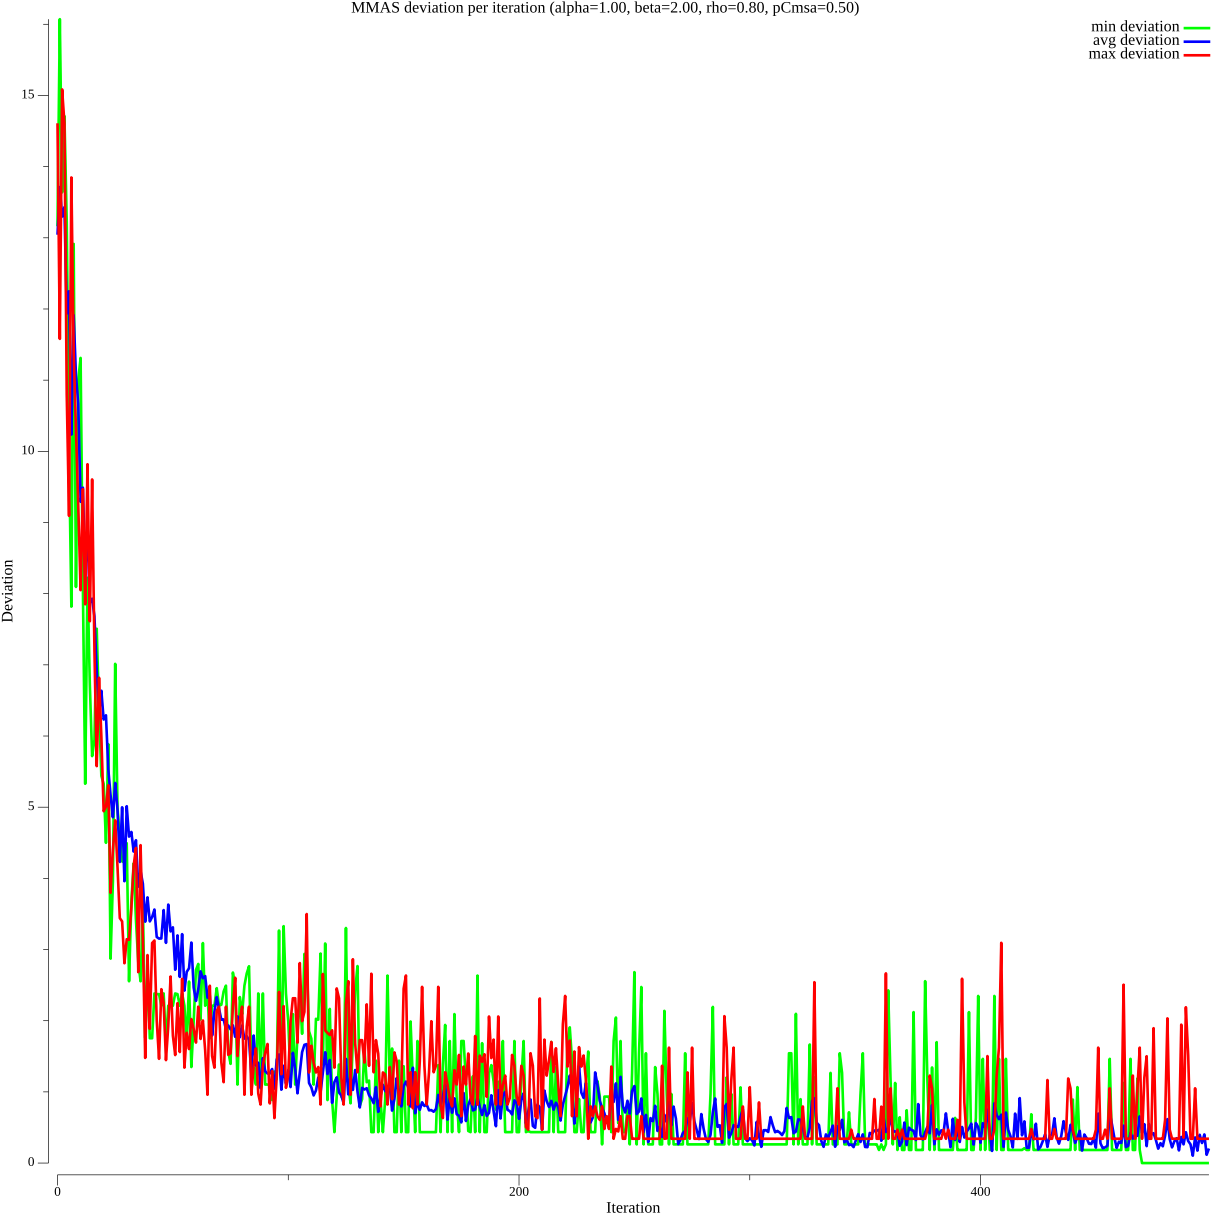 MMAS deviation per iteration (alpha=1.00, beta=2.00, rho=0.80, pCmsa=0.50)
min deviation
avg deviation
max deviation
15
10
5
0
Deviation
0
200
400
Iteration